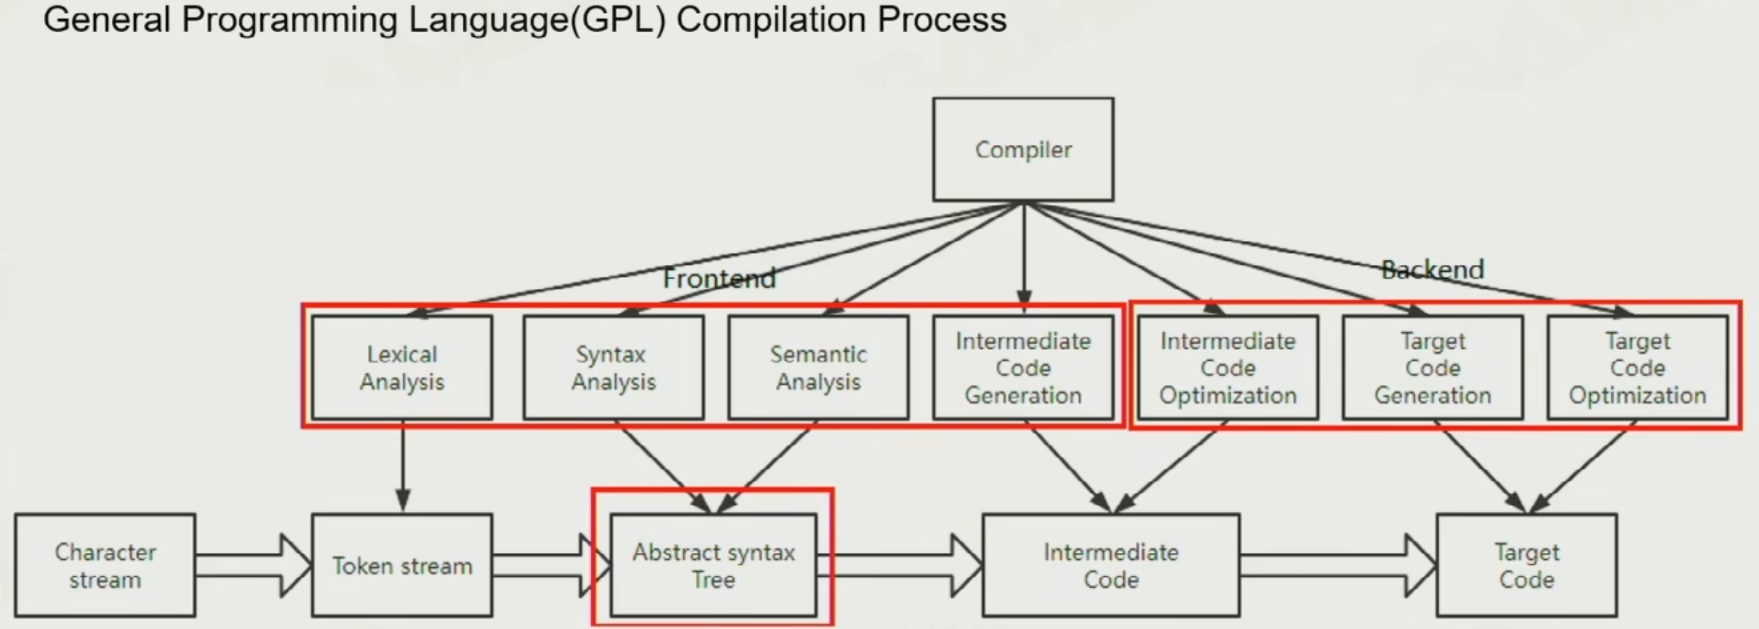 General Programming Language(GPL) Compilation Process
Compiler
Frontend
Backend
Lexical
Analysis
Syntax
Analysis
Semantic
Analysis
Intermediate
Code
Generation
Intermediate
Code
Optimization
Target
Code
Generation
Target
Code
Optimization
Character
stream
Token stream
Abstract syntax
Tree
Intermediate
Code
Target
Code